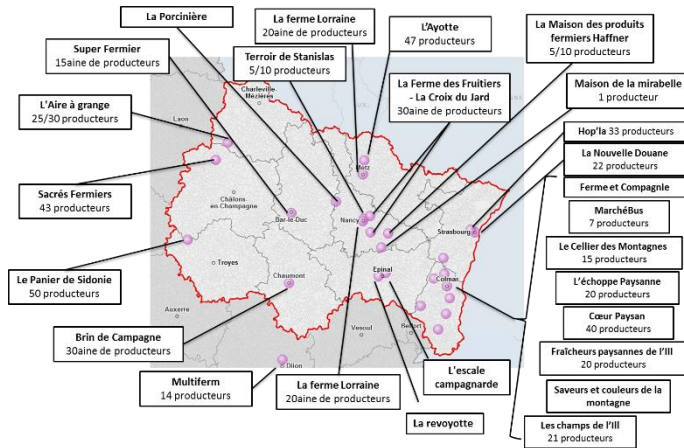 La Porcinière
La ferme Lorraine
20aine de producteurs
L'Ayotte
47 producteurs
La Maison des produits
fermiers Haffner
5/10 producteurs
Super Fermier
15aine de producteurs
Terroir de Stanislas
5/10 producteurs
La Ferme des Fruitiers
- La Croix du Jard
30aine de producteurs
Maison de la mirabelle
1 producteur
L'Aire à grange
25/30 producteurs
Hop'la 33 producteurs
La Nouvelle Douane
22 producteurs
Sacrés Fermiers
43 producteurs
Ferme et Compagnie
MarchéBus
7 producteurs
Le Cellier des Montagnes
15 producteurs
Le Panier de Sidonie
50 producteurs
L'échoppe Paysanne
20 producteurs
Cœur Paysan
40 producteurs
Brin de Campagne
30aine de producteurs
Fraîcheurs paysannes de l'Ill
20 producteurs
Multiferm
14 producteurs
La ferme Lorraine
20aine de producteurs
L'escale
campagnarde
Saveurs et couleurs de la
montagne
La revoyotte
Les champs de l'Ill
21 producteurs
Charleville-
Mézières
Laon
Metz
Châlons
en-Champagne
Bar-le-Duc
Nancy
Strasbourg
Troyes
Chaumont
Epinal
Colmar
Auxerre
Vesoul
Belfort
Dijon